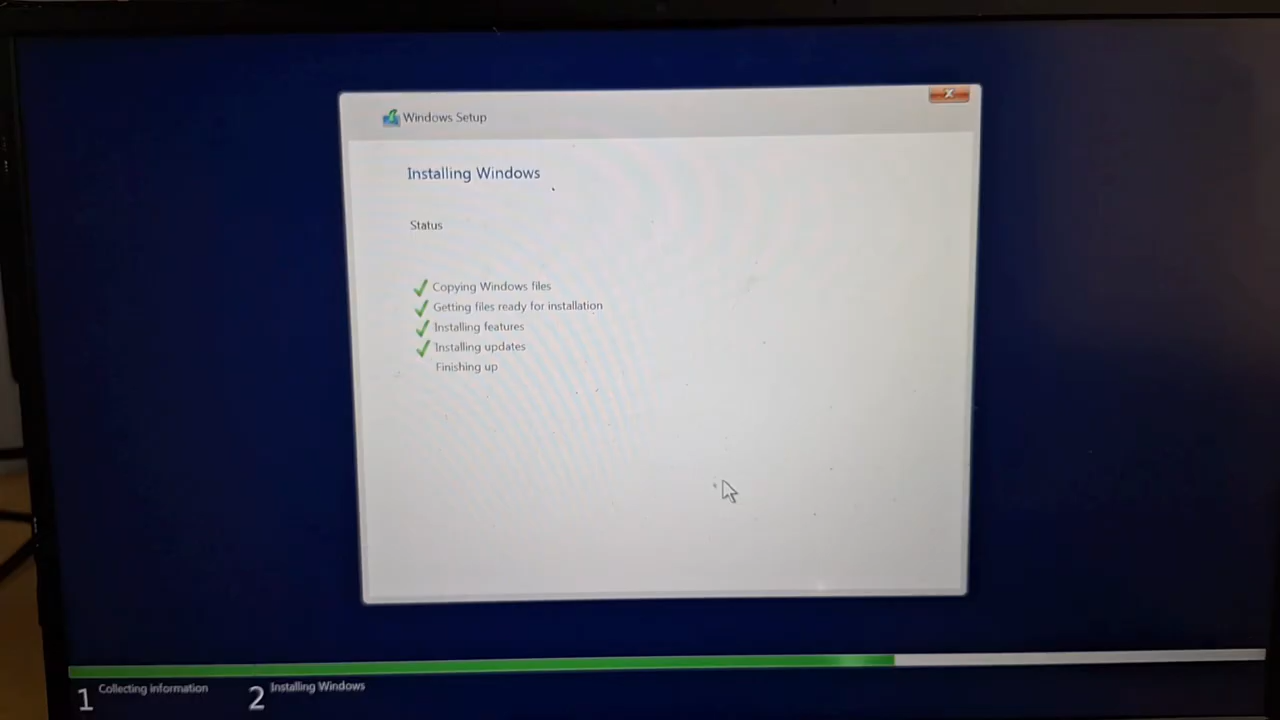 Windows Setup
Installing Windows
Status
Copying Windows files
Getting files ready for installation
Installing features
Installing updates
Finishing up
1 Collecting information
2 Installing Windows